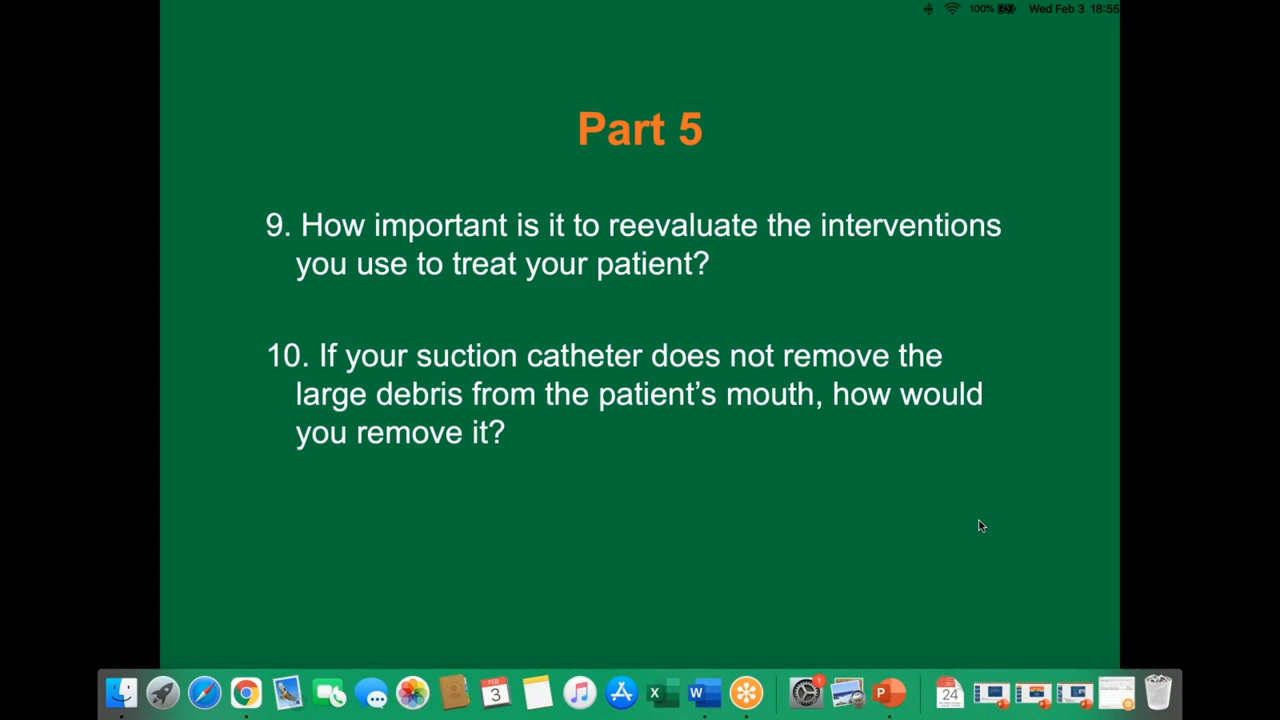 100% Wed Feb 3 18:55
Part 5
9. How important is it to reevaluate the interventions
you use to treat your patient?
10. If your suction catheter does not remove the
large debris from the patient’s mouth, how would
you remove it?
FEB
3
X
W
1
P
24